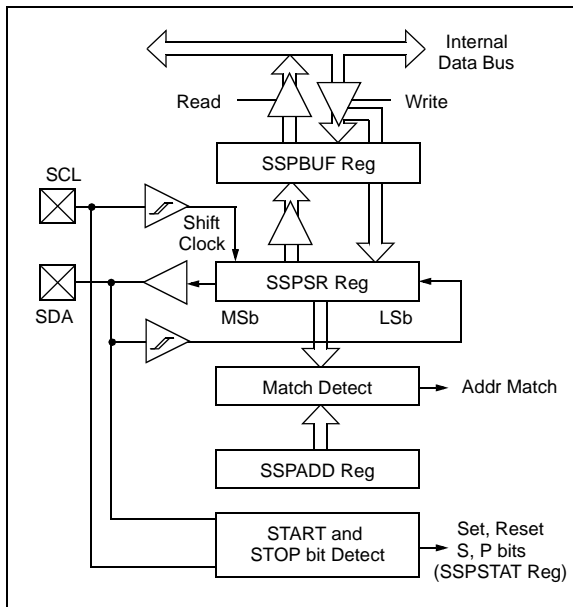 Internal
Data Bus
Read
Write
SSPBUF Reg
SCL
Shift
Clock
SSPSR Reg
SDA
MSb
LSb
Match Detect
Addr Match
SSPADD Reg
START and
STOP bit Detect
Set, Reset
S, P bits
(SSPSTAT Reg)